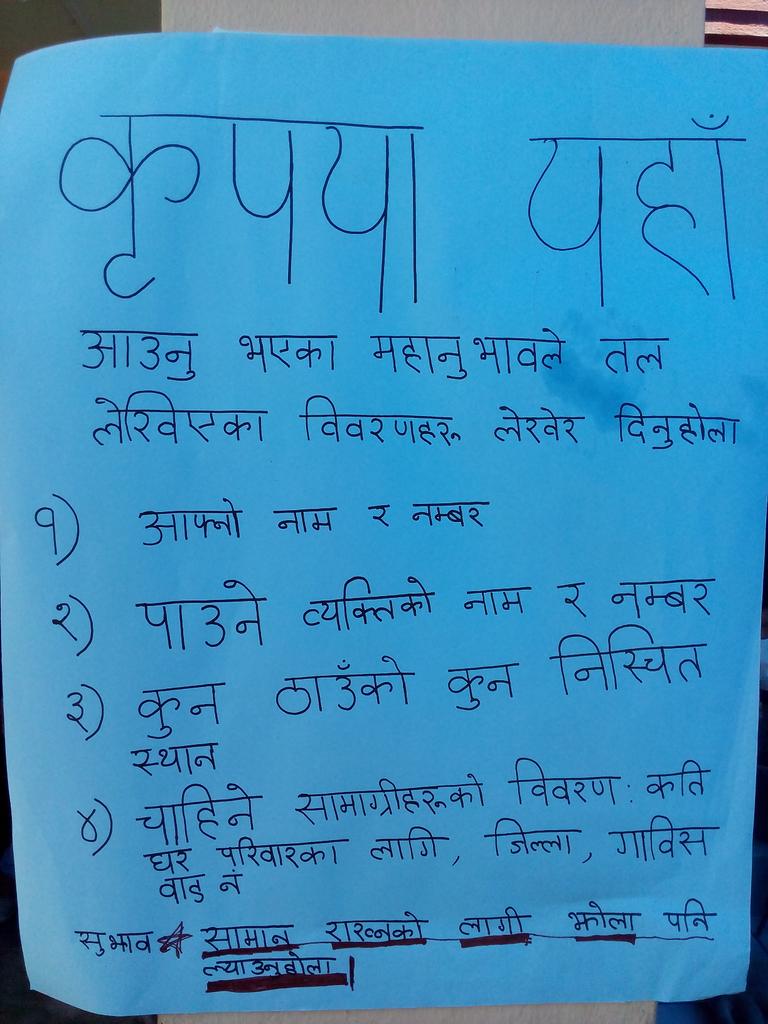 कृपया यहाँ
आउनु भएका महानुभावले तल
लेखिएका विवरणहरू लेखेर दिनुहोला
१) आफ्नो नाम र नम्बर
२) पाउने व्यक्तिको नाम र नम्बर
३) कुन ठाउँको कुन निस्चित
स्थान
४) चाहिने सामाग्रीहरूको विवरण: कति
घर परिवारका लागि, जिल्ला, गाविस
वाड नं
सुझाव सामान राख्नको लागी झोला पनि
ल्याउनुहोला।